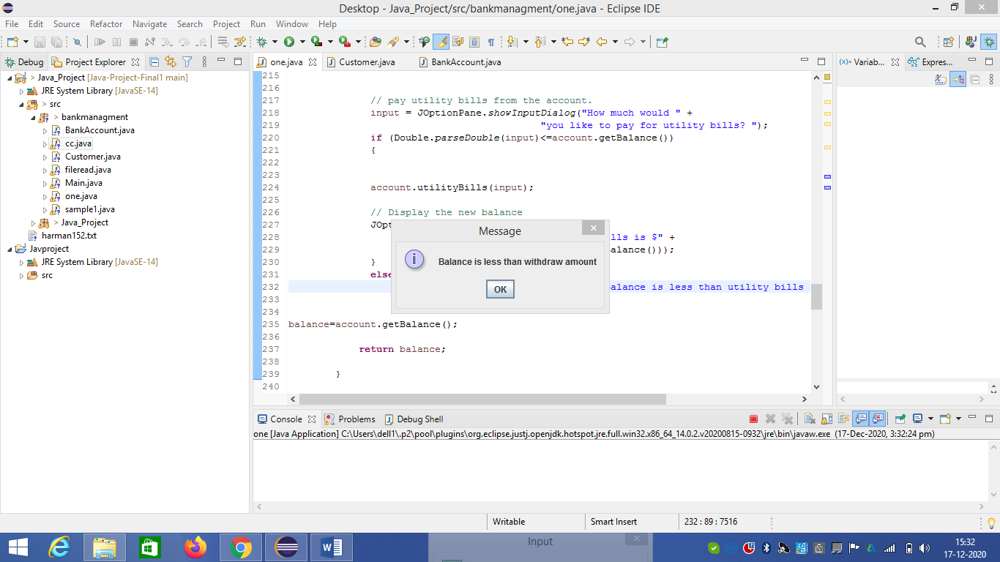 Desktop - Java_Project/src/bankmanagment/one.java - Eclipse IDE
File Edit Source Refactor Navigate Search Project Run Window Help
Debug Project Explorer
> Java_Project [Java-Project-Final1 main]
JRE System Library [JavaSE-14]
> src
> bankmanagment
BankAccount.java
cc.java
Customer.java
fileread.java
Main.java
one.java
sample1.java
> Java_Project
harman152.txt
Javproject
JRE System Library [JavaSE-14]
src
one.java Customer.java BankAccount.java
215
216
217 // pay utility bills from the account.
218 input = JOptionPane.showInputDialog("How much would " +
219 "you like to pay for utility bills? ");
220 if (Double.parseDouble(input)<=account.getBalance())
221 {
222
223
224 account.utilityBills(input);
225
226 // Display the new balance
227 JOpt
228 lls is $" +
229 alance()));
230 }
231 else
232 alance is less than utility bills
233
234
235 balance=account.getBalance();
236
237 return balance;
238
239 }
240
Message
Balance is less than withdraw amount
OK
(x)= Variab... Expres...
Console Problems Debug Shell
one [Java Application] C:\Users\dell1\.p2\pool\plugins\org.eclipse.justj.openjdk.hotspot.jre.full.win32.x86_64_14.0.2.v20200815-0932\jre\bin\javaw.exe (17-Dec-2020, 3:32:24 pm)
Writable Smart Insert 232 : 89 : 7516
Input
15:32
17-12-2020